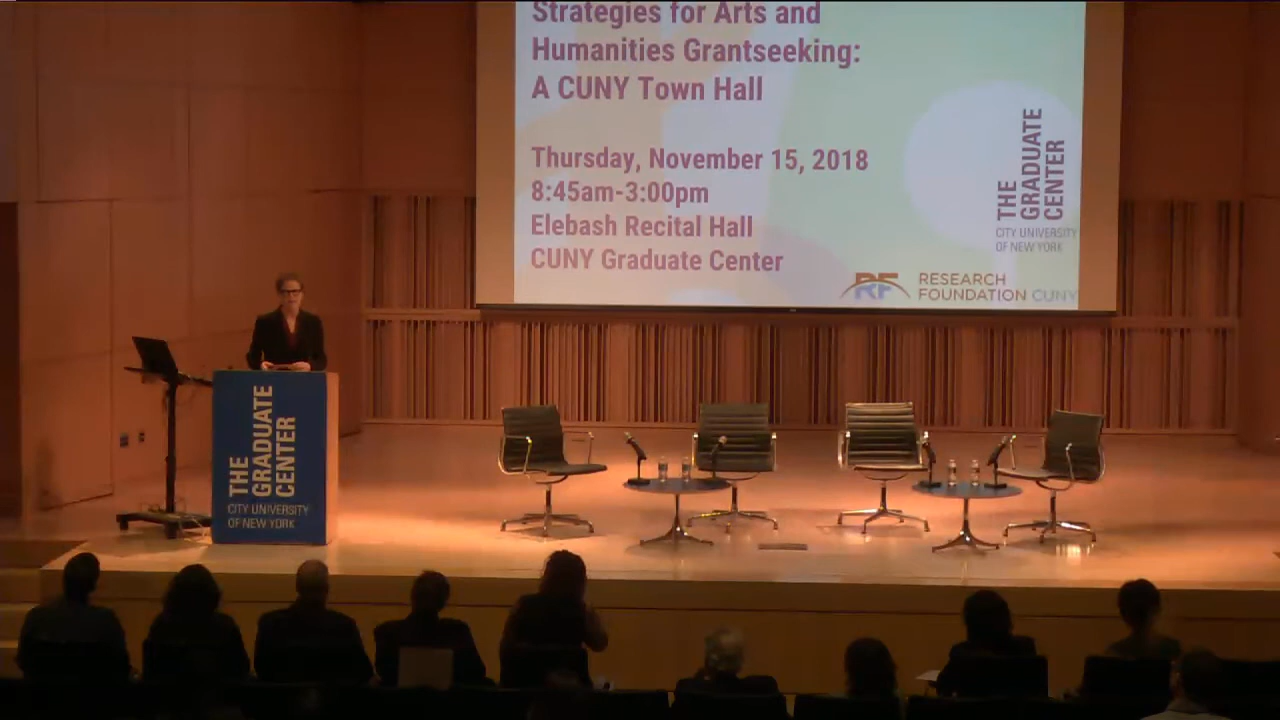 Strategies for Arts and
Humanities Grantseeking:
A CUNY Town Hall
Thursday, November 15, 2018
8:45am-3:00pm
Elebash Recital Hall
CUNY Graduate Center
THE
GRADUATE
CENTER
CITY UNIVERSITY
OF NEW YORK
RF
RESEARCH
FOUNDATION CUNY
THE
GRADUATE
CENTER
CITY UNIVERSITY
OF NEW YORK